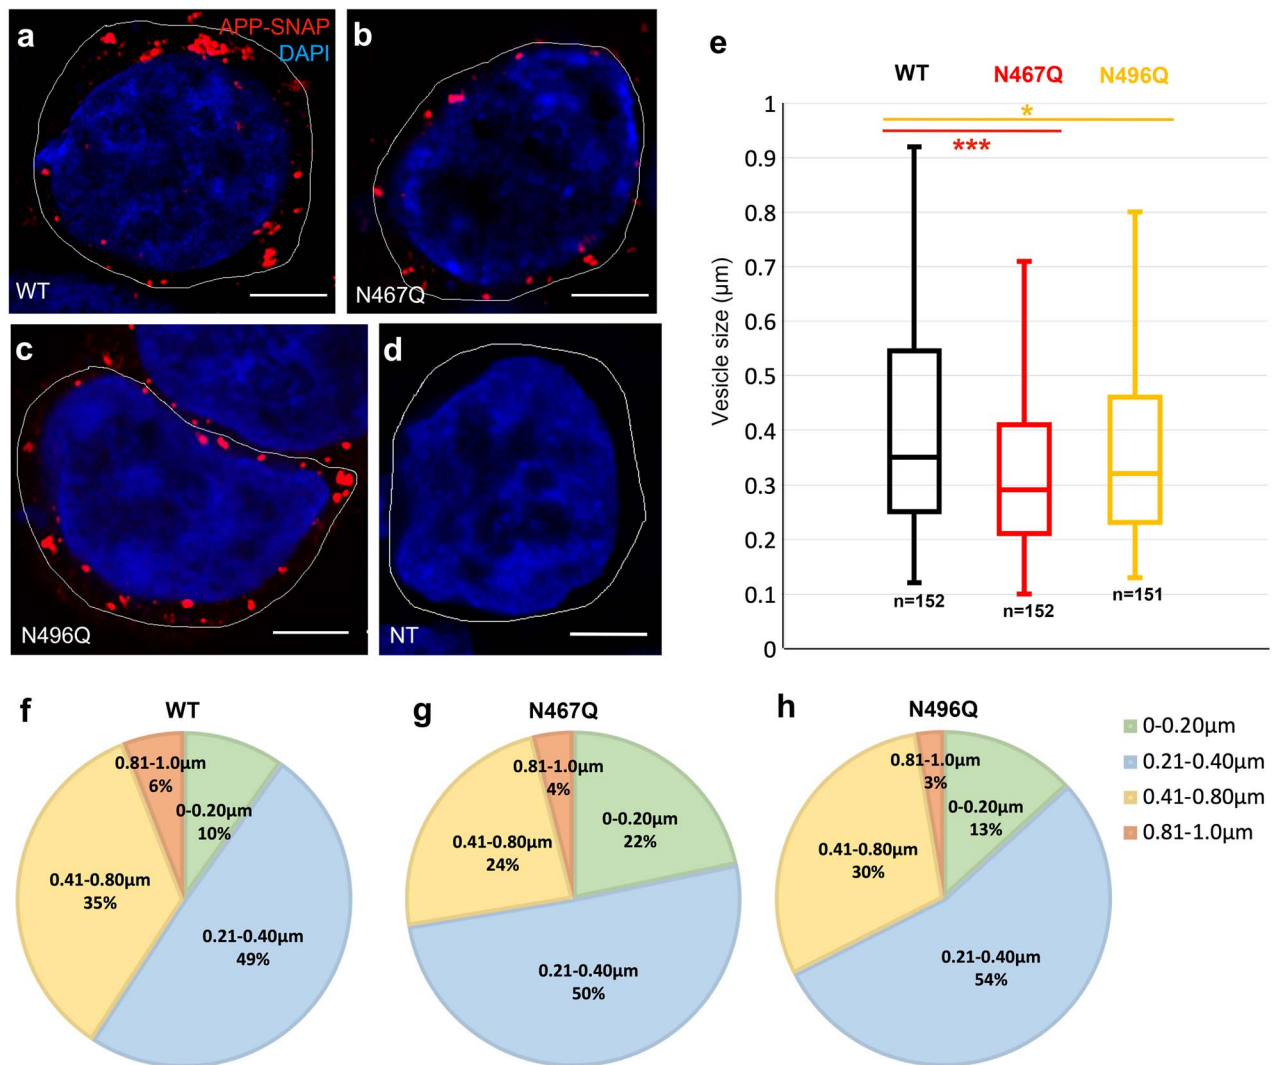 a
APP-SNAP
DAPI
WT
b
N467Q
c
N496Q
d
NT
e
WT
N467Q
N496Q
Vesicle size (µm)
1
0.9
0.8
0.7
0.6
0.5
0.4
0.3
0.2
0.1
0
*
***
n=152
n=152
n=151
f
WT
0.81-1.0µm
6%
0-0.20µm
10%
0.41-0.80µm
35%
0.21-0.40µm
49%
g
N467Q
0.81-1.0µm
4%
0-0.20µm
22%
0.41-0.80µm
24%
0.21-0.40µm
50%
h
N496Q
0.81-1.0µm
3%
0-0.20µm
13%
0.41-0.80µm
30%
0.21-0.40µm
54%
0-0.20µm
0.21-0.40µm
0.41-0.80µm
0.81-1.0µm